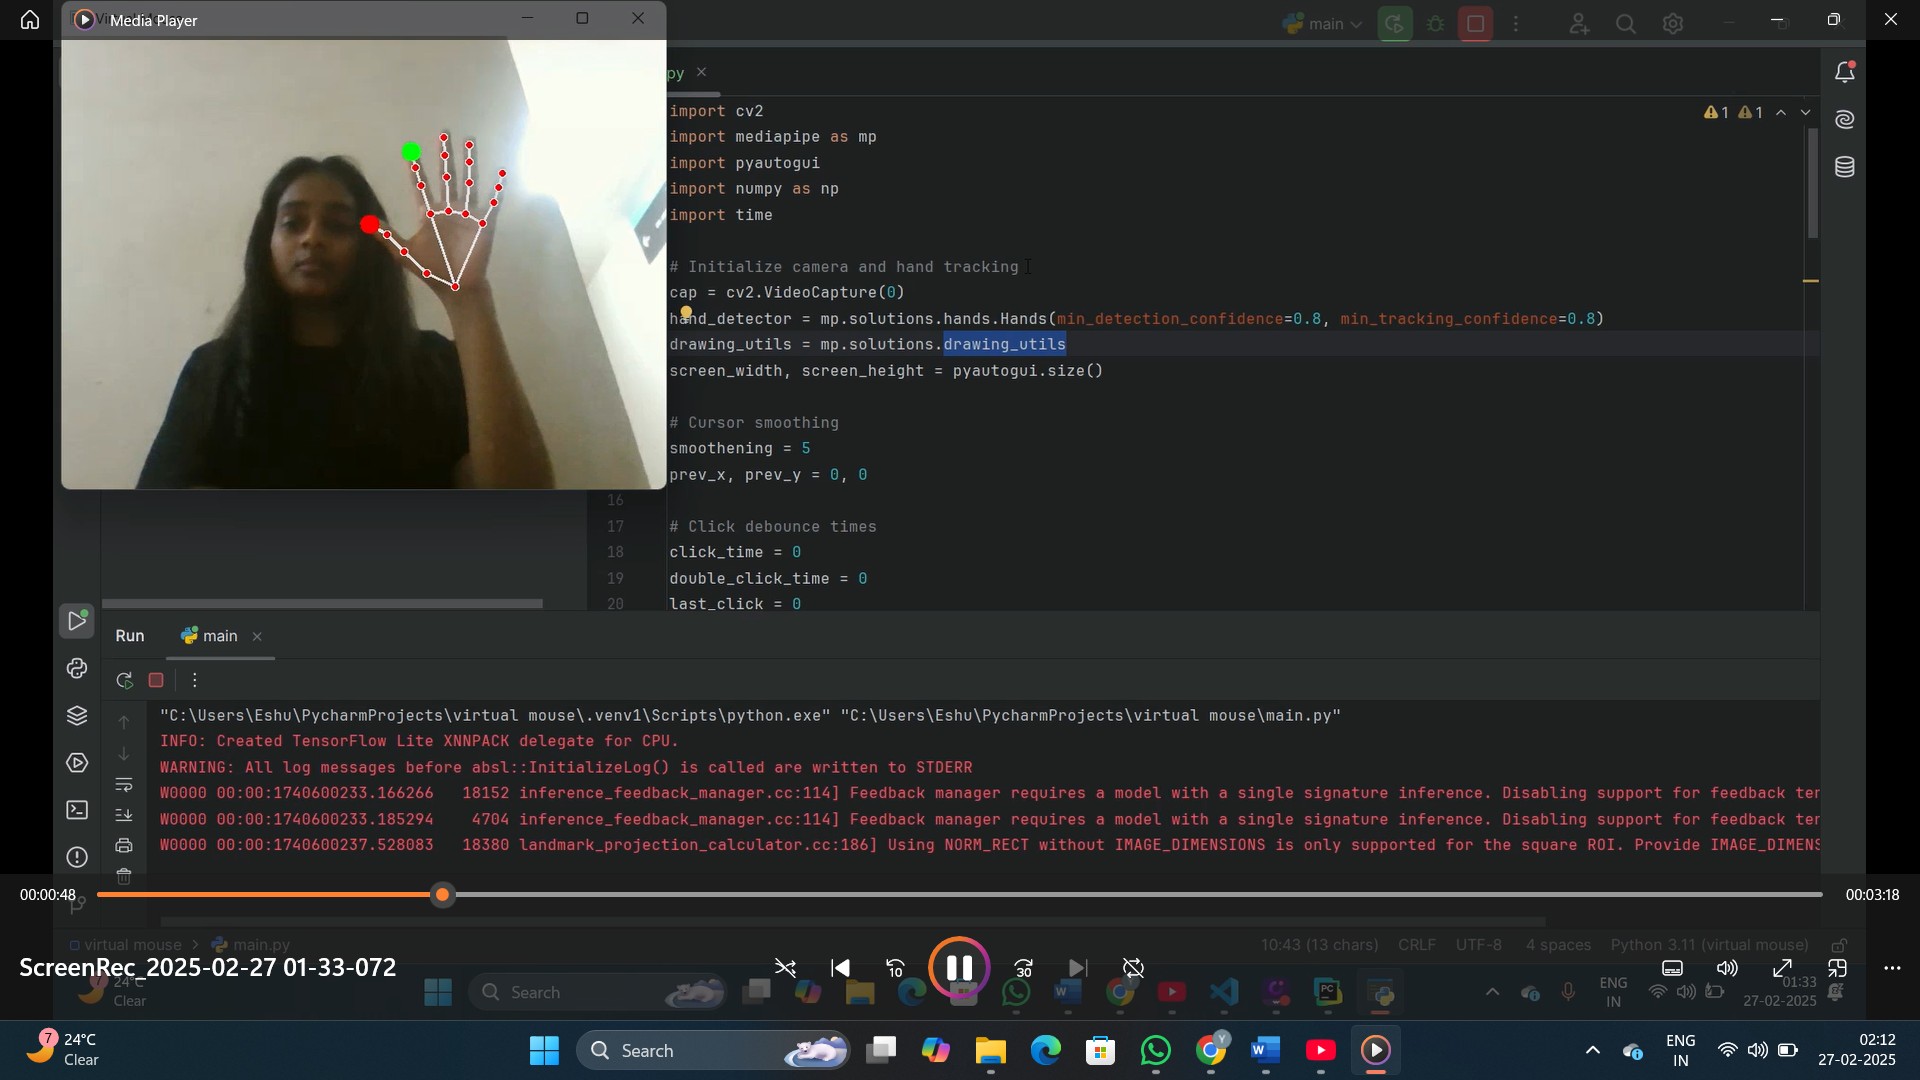 Media Player
main
py
import cv2
import mediapipe as mp
import pyautogui
import numpy as np
import time
1 1
# Initialize camera and hand tracking
cap = cv2.VideoCapture(0)
hand_detector = mp.solutions.hands.Hands(min_detection_confidence=0.8, min_tracking_confidence=0.8)
drawing_utils = mp.solutions.drawing_utils
screen_width, screen_height = pyautogui.size()
# Cursor smoothing
smoothening = 5
prev_x, prev_y = 0, 0
16
17 # Click debounce times
18 click_time = 0
19 double_click_time = 0
20 last_click = 0
Run main
"C:\Users\Eshu\PycharmProjects\virtual mouse\.venv1\Scripts\python.exe" "C:\Users\Eshu\PycharmProjects\virtual mouse\main.py"
INFO: Created TensorFlow Lite XNNPACK delegate for CPU.
WARNING: All log messages before absl::InitializeLog() is called are written to STDERR
W0000 00:00:1740600233.166266   18152 inference_feedback_manager.cc:114] Feedback manager requires a model with a single signature inference. Disabling support for feedback ten
W0000 00:00:1740600233.185294    4704 inference_feedback_manager.cc:114] Feedback manager requires a model with a single signature inference. Disabling support for feedback ten
W0000 00:00:1740600237.528083   18380 landmark_projection_calculator.cc:186] Using NORM_RECT without IMAGE_DIMENSIONS is only supported for the square ROI. Provide IMAGE_DIMENS
00:00:48 00:03:18
virtual mouse > main.py 10:43 (13 chars) CRLF UTF-8 4 spaces Python 3.11 (virtual mouse)
ScreenRec_2025-02-27 01-33-072
10 30
24°C
Clear
Search
ENG
IN
01:33
27-02-2025
7
24°C
Clear
Search
ENG
IN
02:12
27-02-2025